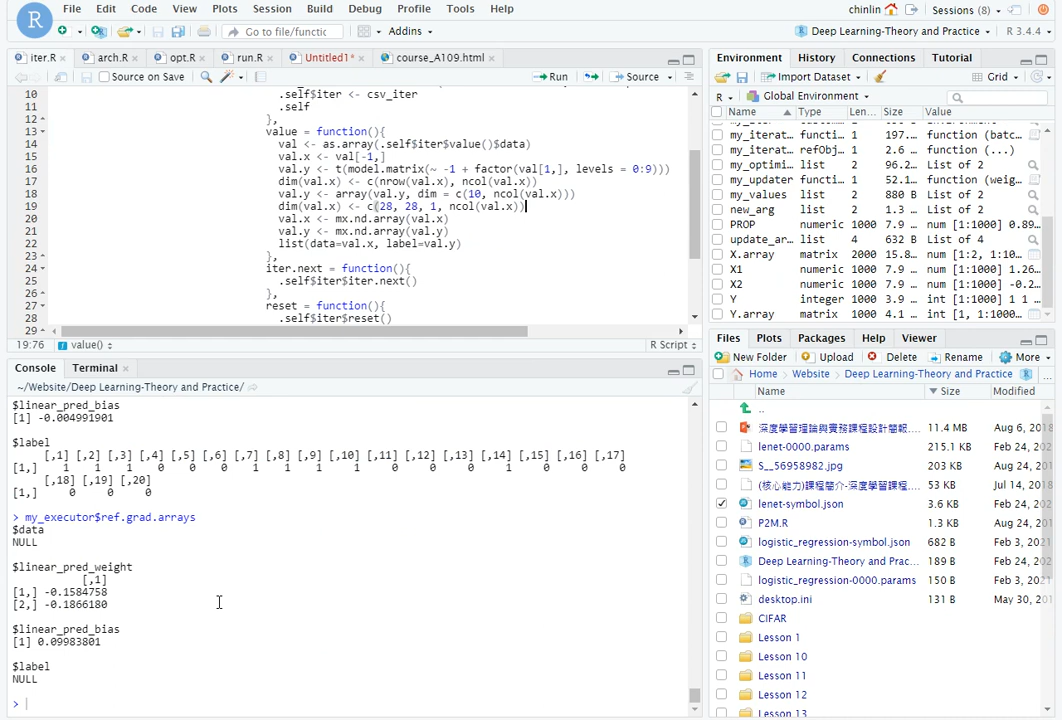 File Edit Code View Plots Session Build Debug Profile Tools Help
chinlin Sessions (8)
Go to file/functic Addins
Deep Learning-Theory and Practice R 3.4.4
iter.R arch.R opt.R run.R Untitled1* course_A109.html
Source on Save Run Source
10 .self$iter <- csv_iter
11 .self
12 },
13 value = function(){
14 val <- as.array(.self$iter$value()$data)
15 val.x <- val[-1,]
16 val.y <- t(model.matrix(~ -1 + factor(val[1,], levels = 0:9)))
17 dim(val.x) <- c(nrow(val.x), ncol(val.x))
18 val.y <- array(val.y, dim = c(10, ncol(val.x)))
19 dim(val.x) <- c(28, 28, 1, ncol(val.x))
20 val.x <- mx.nd.array(val.x)
21 val.y <- mx.nd.array(val.y)
22 list(data=val.x, label=val.y)
23 },
24 iter.next = function(){
25 .self$iter$iter.next()
26 },
27 reset = function(){
28 .self$iter$reset()
29
19:76 value() R Script
Console Terminal
~/Website/Deep Learning-Theory and Practice/
$linear_pred_bias
[1] -0.004991901
$label
[,1] [,2] [,3] [,4] [,5] [,6] [,7] [,8] [,9] [,10] [,11] [,12] [,13] [,14] [,15] [,16] [,17]
[1,] 1 1 1 0 0 0 1 1 1 1 1 0 0 1 0 0 0
[,18] [,19] [,20]
[1,] 0 0 0
> my_executor$ref.grad.arrays
$data
NULL
$linear_pred_weight
[,1]
[1,] -0.1584758
[2,] -0.1866180
$linear_pred_bias
[1] 0.09983801
$label
NULL
>
Environment History Connections Tutorial
Import Dataset Grid
R Global Environment
Name Type Len... Size Value
my_iterat... functi... 1 197... function (batc...
my_iterat... refObj... 1 2.6 ... function (...)
my_optimi... list 2 96.2... List of 2
my_updater functi... 1 17.2... function (weig...
my_values list 2 880 B List of 2
new_arg list 2 1.3 ... List of 2
PROP numeric 1000 7.9 ... num [1:1000] 0.89...
update_ar... list 4 632 B List of 4
X.array matrix 2000 15.8... num [1:2, 1:10...
X1 numeric 1000 7.9 ... num [1:1000] 1.26...
X2 numeric 1000 7.9 ... num [1:1000] -0.2...
Y integer 1000 3.9 ... int [1:1000] 1 1 ...
Y.array matrix 1000 4.1 ... int [1, 1:1000...
Files Plots Packages Help Viewer
New Folder Upload Delete Rename More
Home Website Deep Learning-Theory and Practice ...
Name Size Modified
..
深度學習理論與實務課程設計簡報.... 11.4 MB Aug 6, 2018
lenet-0000.params 215.1 KB Feb 24, 202
S__56958982.jpg 203 KB Aug 24, 201
(核心能力)課程簡介-深度學習課程.... 53 KB Jul 14, 2018
lenet-symbol.json 3.6 KB Feb 24, 202
P2M.R 1.3 KB Aug 24, 201
logistic_regression-symbol.json 682 B Feb 3, 202
Deep Learning-Theory and Prac... 189 B Feb 24, 202
logistic_regression-0000.params 150 B Feb 3, 202
desktop.ini 131 B May 30, 201
CIFAR
Lesson 1
Lesson 10
Lesson 11
Lesson 12
Lesson 13